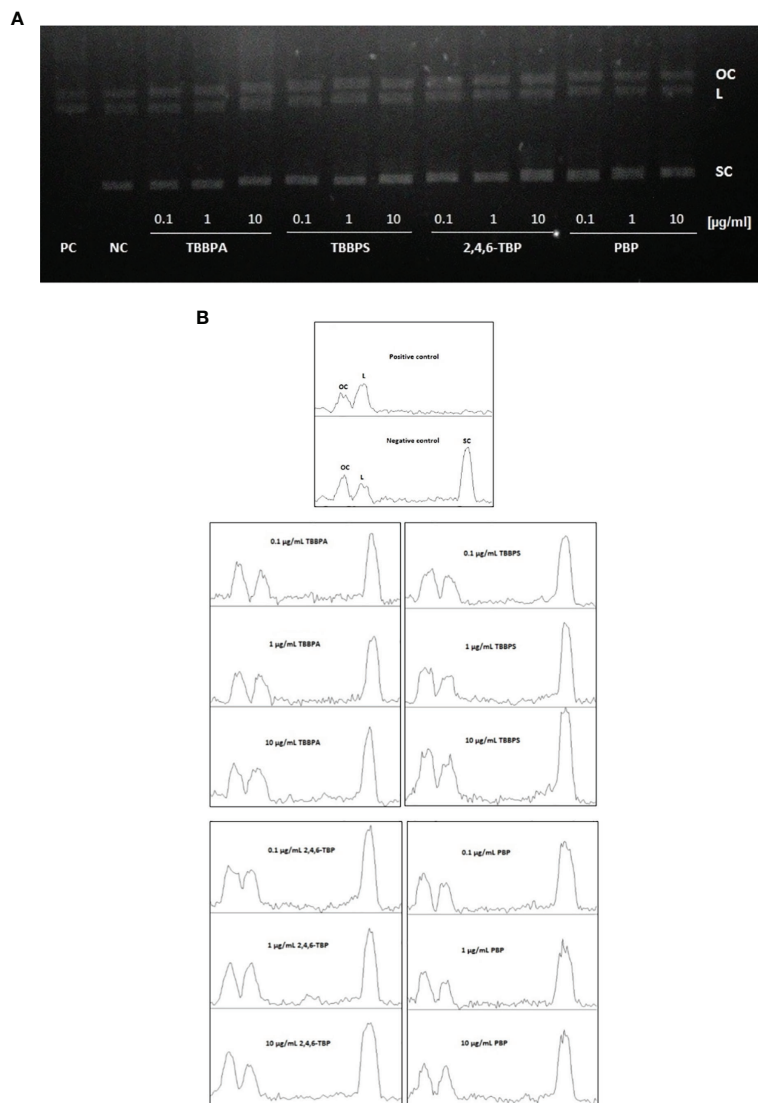 A
OC
L
SC
0.1 1 10 0.1 1 10 0.1 1 10 0.1 1 10 [µg/ml]
PC NC TBBPA TBBPS 2,4,6-TBP PBP
B
Positive control
OC L
Negative control
OC L SC
0.1 µg/mL TBBPA
1 µg/mL TBBPA
10 µg/mL TBBPA
0.1 µg/mL TBBPS
1 µg/mL TBBPS
10 µg/mL TBBPS
0.1 µg/mL 2,4,6-TBP
1 µg/mL 2,4,6-TBP
10 µg/mL 2,4,6-TBP
0.1 µg/mL PBP
1 µg/mL PBP
10 µg/mL PBP